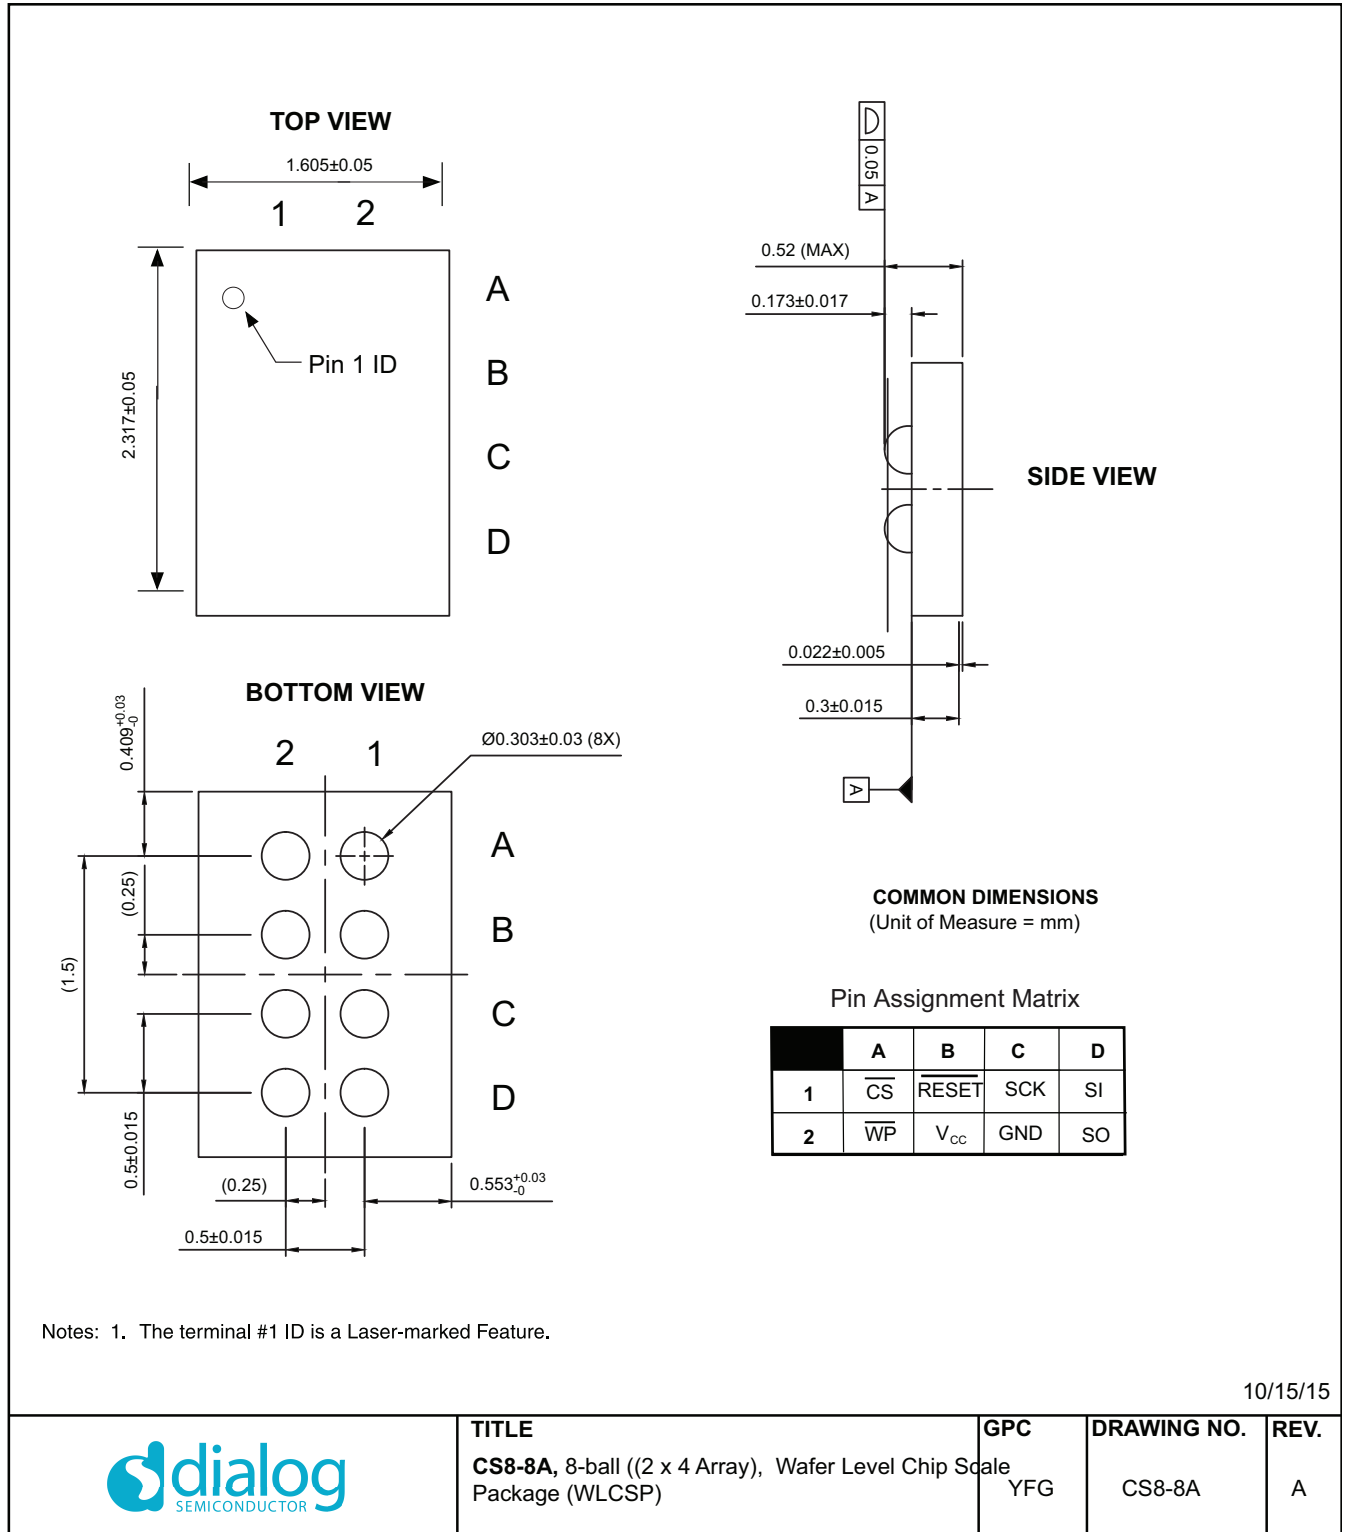 TOP VIEW
1.605±0.05
1 2
2.317±0.05
Pin 1 ID
A
B
C
D
0.05 A
0.52 (MAX)
0.173±0.017
SIDE VIEW
0.022±0.005
0.3±0.015
A
BOTTOM VIEW
0.409+0.03 -0
2 1
Ø0.303±0.03 (8X)
A
B
C
D
(0.25)
(1.5)
0.5±0.015
(0.25)
0.553+0.03 -0
0.5±0.015
COMMON DIMENSIONS
(Unit of Measure = mm)
Pin Assignment Matrix
A B C D
1 C̅S̅ R̅E̅S̅E̅T̅ SCK SI
2 W̅P̅ VCC GND SO
Notes: 1. The terminal #1 ID is a Laser-marked Feature.
10/15/15
dialog
SEMICONDUCTOR
TITLE
CS8-8A, 8-ball ((2 x 4 Array), Wafer Level Chip Scale
Package (WLCSP)
GPC
YFG
DRAWING NO.
CS8-8A
REV.
A